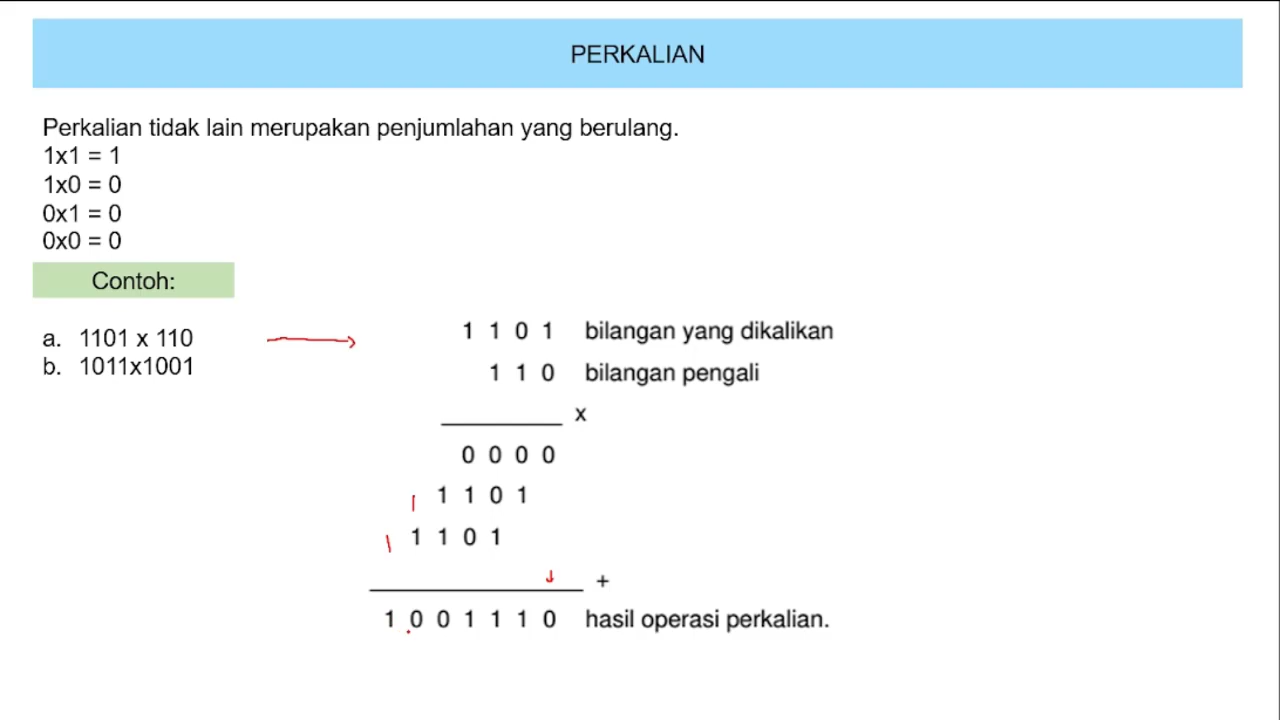 PERKALIAN
Perkalian tidak lain merupakan penjumlahan yang berulang.
1x1 = 1
1x0 = 0
0x1 = 0
0x0 = 0
Contoh:
a. 1101 x 110
b. 1011x1001
1 1 0 1 bilangan yang dikalikan
1 1 0 bilangan pengali
x
0 0 0 0
1 1 1 0 1
1 1 1 0 1
+
1 0 0 1 1 1 0 hasil operasi perkalian.